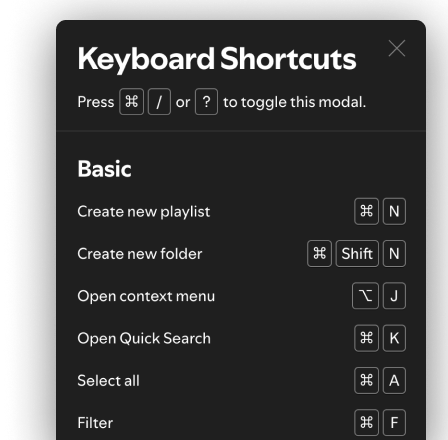 Keyboard Shortcuts
Press ⌘ / or ? to toggle this modal.
Basic
Create new playlist ⌘ N
Create new folder ⌘ Shift N
Open context menu ⌥ J
Open Quick Search ⌘ K
Select all ⌘ A
Filter ⌘ F